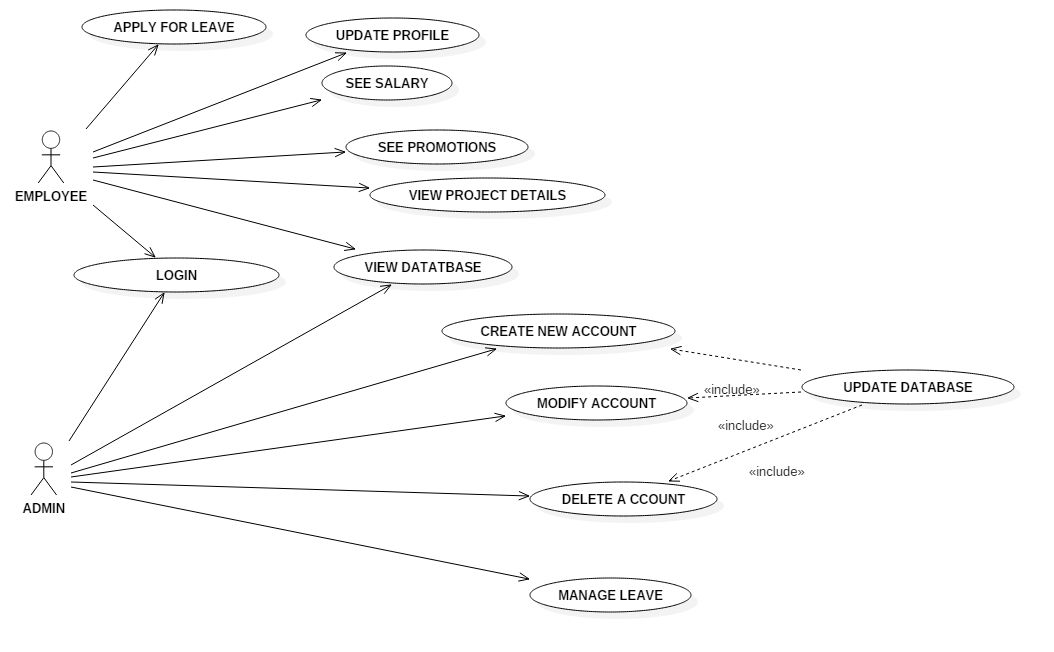 APPLY FOR LEAVE
UPDATE PROFILE
SEE SALARY
SEE PROMOTIONS
EMPLOYEE
VIEW PROJECT DETAILS
LOGIN
VIEW DATATBASE
CREATE NEW ACCOUNT
«include»
UPDATE DATABASE
MODIFY ACCOUNT
«include»
«include»
DELETE A CCOUNT
ADMIN
MANAGE LEAVE